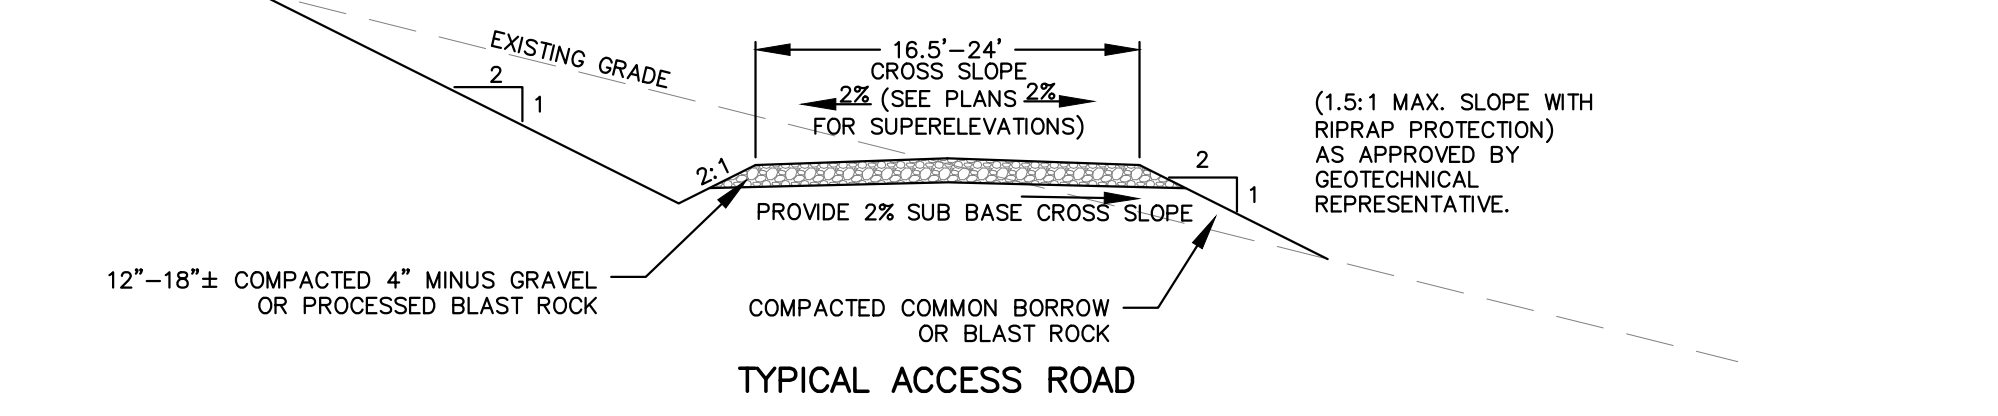 EXISTING GRADE
2
1
16.5'-24'
CROSS SLOPE
2% (SEE PLANS 2%
FOR SUPERELEVATIONS)
2:1
2
1
(1.5:1 MAX. SLOPE WITH
RIPRAP PROTECTION)
AS APPROVED BY
GEOTECHNICAL
REPRESENTATIVE.
PROVIDE 2% SUB BASE CROSS SLOPE
12"-18"± COMPACTED 4" MINUS GRAVEL
OR PROCESSED BLAST ROCK
COMPACTED COMMON BORROW
OR BLAST ROCK
TYPICAL ACCESS ROAD